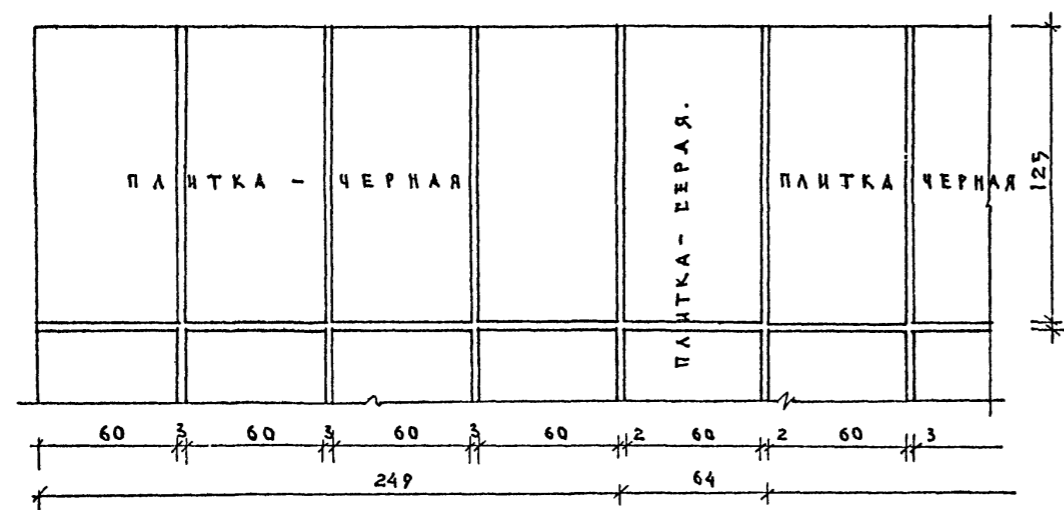 ПЛИТКА - ЧЕРНАЯ
ПЛИТКА - СЕРАЯ.
ПЛИТКА ЧЕРНАЯ
125
60 3 60 3 60 3 60 2 60 2 60 3
249 64